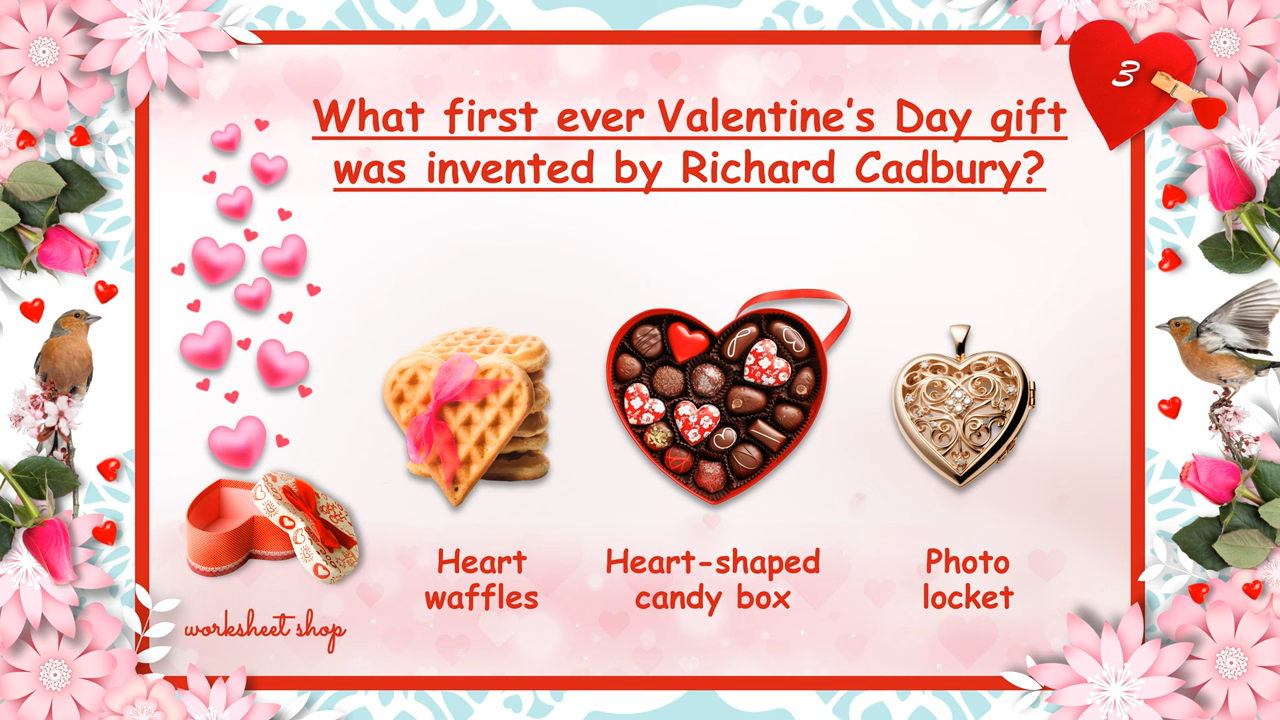 3
What first ever Valentine's Day gift
was invented by Richard Cadbury?
Heart
waffles
Heart-shaped
candy box
Photo
locket
worksheet shop